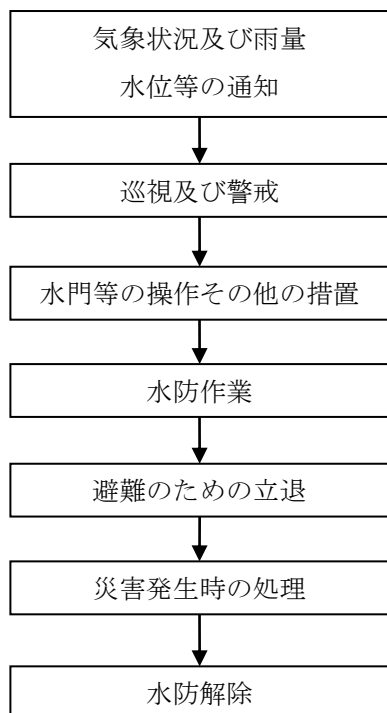 気象状況及び雨量
水位等の通知
巡視及び警戒
水門等の操作その他の措置
水防作業
避難のための立退
災害発生時の処理
水防解除